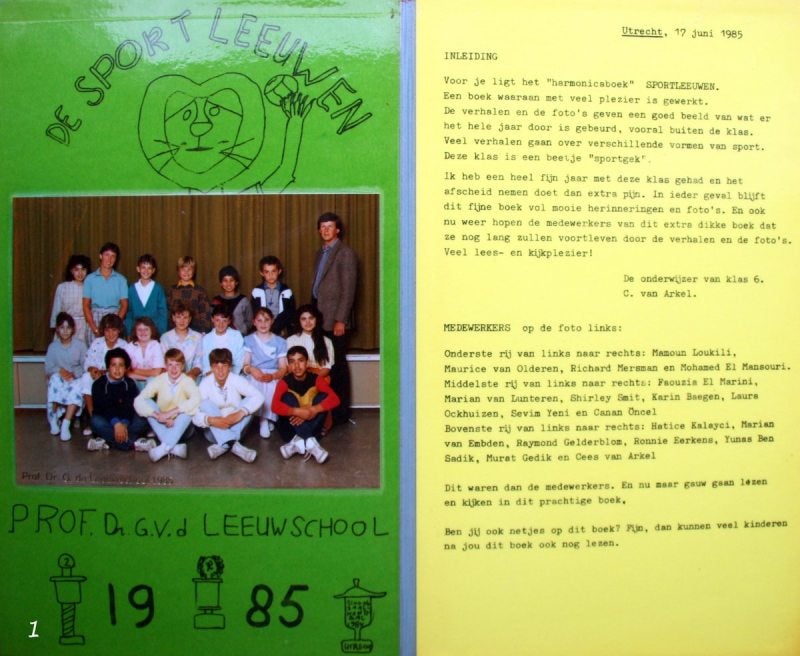 DE SPORTLEEUWEN
Prof. Dr. G.
PROF. Dr. G.V.d LEEUWSCHOOL
2
R
19 85
UTRECHT
1
Utrecht, 17 juni 1985
INLEIDING
Voor je ligt het "harmonicaboek" SPORTLEEUWEN.
Een boek waaraan met veel plezier is gewerkt.
De verhalen en de foto's geven een goed beeld van wat er
het hele jaar door is gebeurd, vooral buiten de klas.
Veel verhalen gaan over verschillende vormen van sport.
Deze klas is een beetje "sportgek".
Ik heb een heel fijn jaar met deze klas gehad en het
afscheid nemen doet dan extra pijn. In ieder geval blijft
dit fijne boek vol mooie herinneringen en foto's. En ook
nu weer hopen de medewerkers van dit extra dikke boek dat
ze nog lang zullen voortleven door de verhalen en de foto's.
Veel lees- en kijkplezier!
De onderwijzer van klas 6.
C. van Arkel.
MEDEWERKERS op de foto links:
Onderste rij van links naar rechts: Mamoun Loukili,
Maurice van Olderen, Richard Mersman en Mohamed El Mansouri.
Middelste rij van links naar rechts: Faouzia El Marini,
Marian van Lunteren, Shirley Smit, Karin Baegen, Laura
Ockhuizen, Sevim Yeni en Canan Öncel
Bovenste rij van links naar rechts: Hatice Kalayci, Marian
van Embden, Raymond Gelderblom, Ronnie Eerkens, Yunas Ben
Sadik, Murat Gedik en Cees van Arkel
Dit waren dan de medewerkers. En nu maar gauw gaan lezen
en kijken in dit prachtige boek,
Ben jij ook netjes op dit boek? Fijn, dan kunnen veel kinderen
na jou dit boek ook nog lezen.